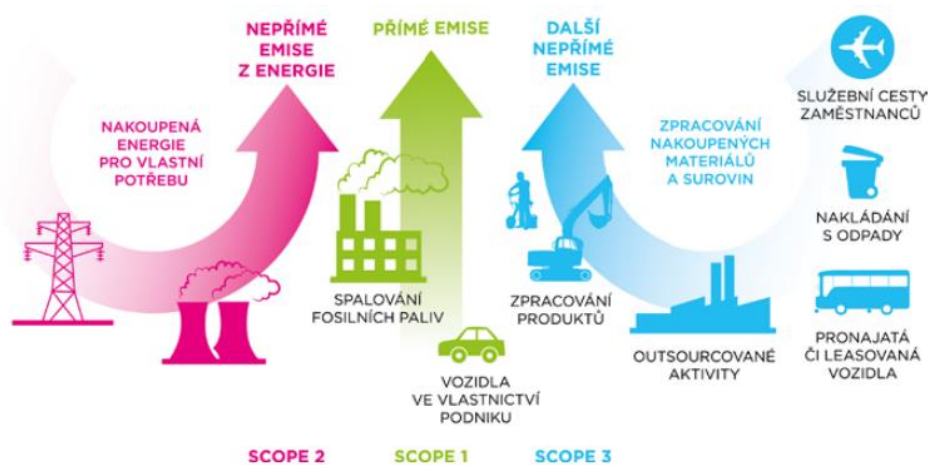 NEPŘÍMÉ
EMISE
Z ENERGIE
PŘÍMÉ EMISE
DALŠÍ
NEPŘÍMÉ
EMISE
NAKOUPENÁ
ENERGIE
PRO VLASTNÍ
POTŘEBU
SPALOVÁNÍ
FOSILNÍCH PALIV
VOZIDLA
VE VLASTNICTVÍ
PODNIKU
ZPRACOVÁNÍ
PRODUKTŮ
ZPRACOVÁNÍ
NAKOUPENÝCH
MATERIÁLŮ
A SUROVIN
OUTSOURCOVANÉ
AKTIVITY
SLUŽEBNÍ CESTY
ZAMĚSTNANCŮ
NAKLÁDÁNÍ
S ODPADY
PRONAJATÁ
ČI LEASOVANÁ
VOZIDLA
SCOPE 2
SCOPE 1
SCOPE 3